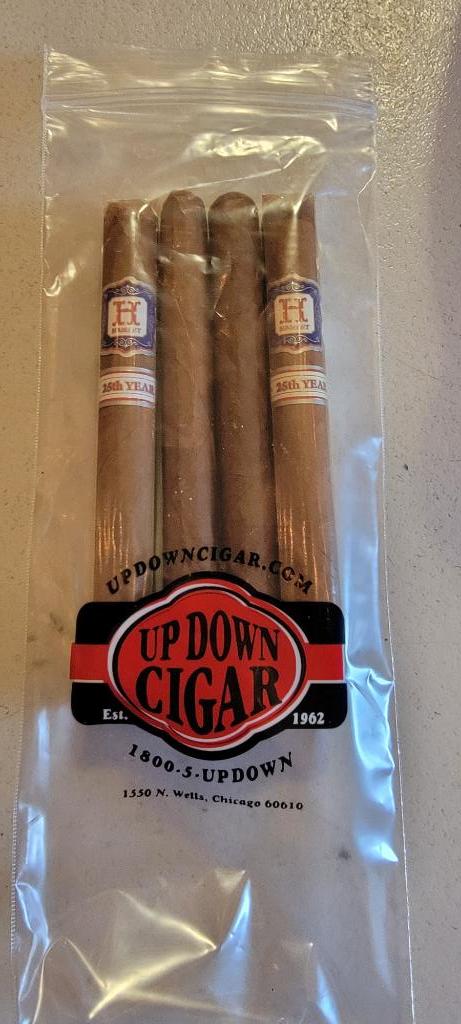 H
H
25th YEAR
25th YEAR
UPDOWNCIGAR.COM
UP DOWN
CIGAR
Est. 1962
1800-5-UPDOWN
1550 N. Wells, Chicago 60610